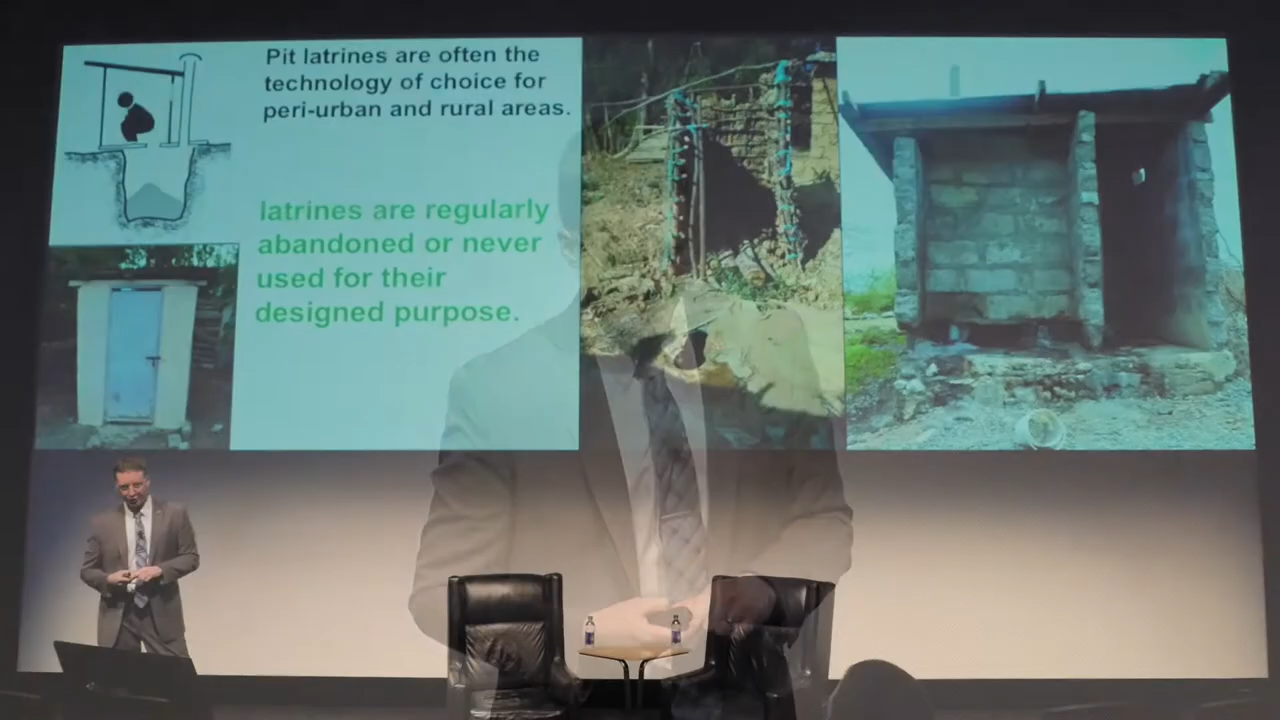 Pit latrines are often the
technology of choice for
peri-urban and rural areas.
latrines are regularly
abandoned or never
used for their
designed purpose.